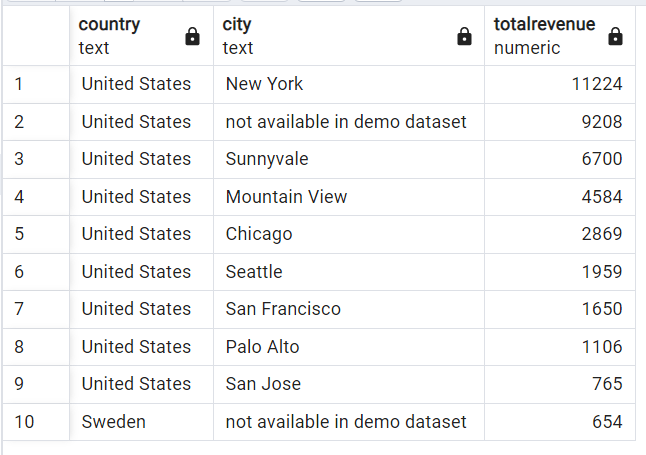 country city totalrevenue
text text numeric
1 United States New York 11224
2 United States not available in demo dataset 9208
3 United States Sunnyvale 6700
4 United States Mountain View 4584
5 United States Chicago 2869
6 United States Seattle 1959
7 United States San Francisco 1650
8 United States Palo Alto 1106
9 United States San Jose 765
10 Sweden not available in demo dataset 654